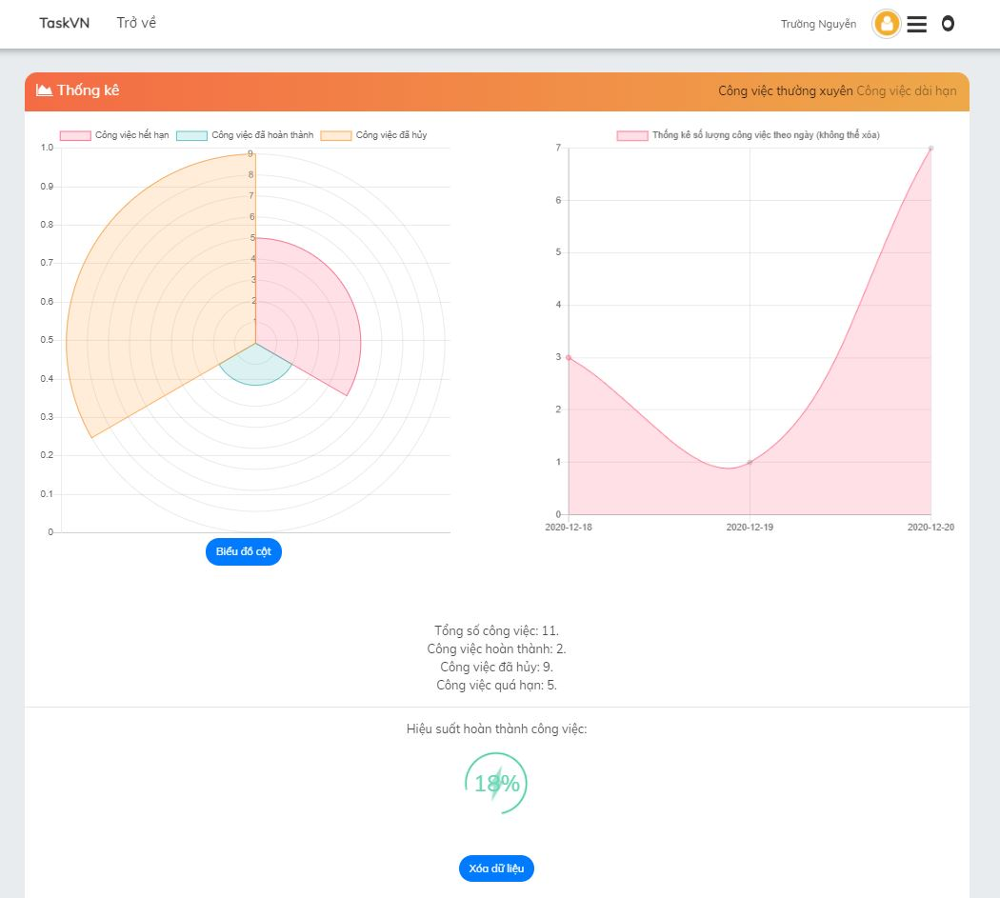 TaskVN Trở về Trường Nguyễn
Thống kê Công việc thường xuyên Công việc dài hạn
Công việc hết hạn Công việc đã hoàn thành Công việc đã hủy
1.0
0.9
0.8
0.7
0.6
0.5
0.4
0.3
0.2
0.1
0
9
8
7
6
5
4
3
2
1
Biểu đồ cột
Thống kê số lượng công việc theo ngày (không thể xóa)
7
6
5
4
3
2
1
0
2020-12-18 2020-12-19 2020-12-20
Tổng số công việc: 11.
Công việc hoàn thành: 2.
Công việc đã hủy: 9.
Công việc quá hạn: 5.
Hiệu suất hoàn thành công việc:
18%
Xóa dữ liệu